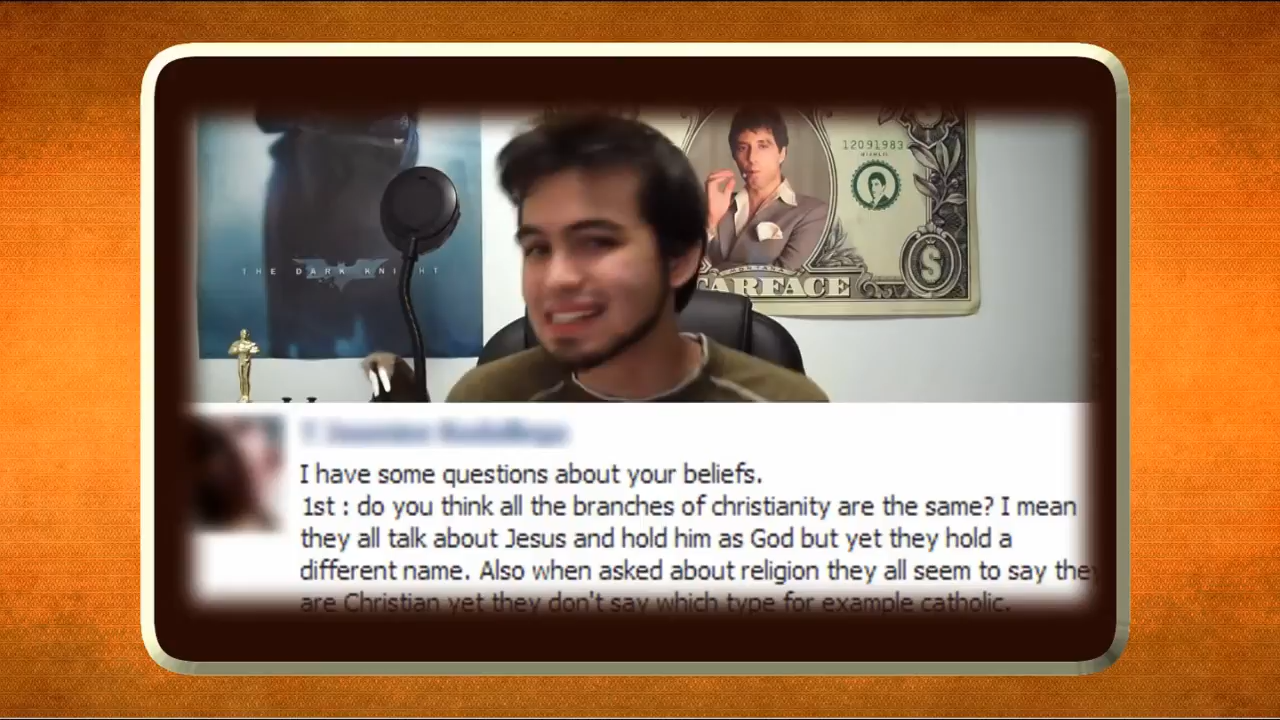 THE DARK KNIGHT
12091983
ARFACE
$
I have some questions about your beliefs.
1st : do you think all the branches of christianity are the same? I mean
they all talk about Jesus and hold him as God but yet they hold a
different name. Also when asked about religion they all seem to say they
are Christian yet they don't say which type for example catholic.